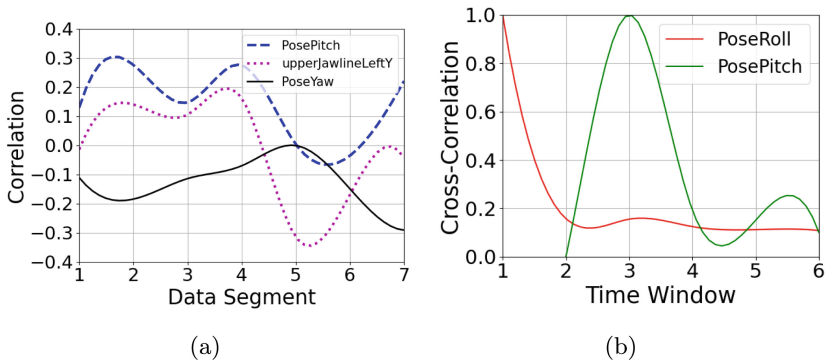 0.4
0.3
0.2
0.1
0.0
−0.1
−0.2
−0.3
−0.4
1 2 3 4 5 6 7
Correlation
Data Segment
PosePitch
upperJawlineLeftY
PoseYaw
(a)
1.0
0.8
0.6
0.4
0.2
0.0
1 2 3 4 5 6
Cross-Correlation
Time Window
PoseRoll
PosePitch
(b)